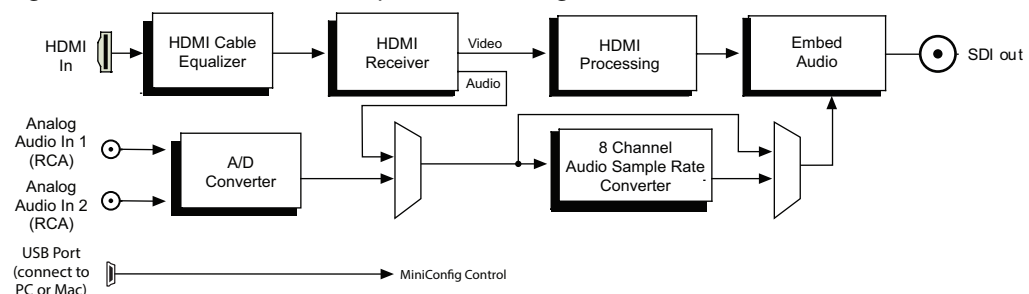 HDMI
In
HDMI Cable
Equalizer
HDMI
Receiver
Video
Audio
HDMI
Processing
Embed
Audio
SDI out
Analog
Audio In 1
(RCA)
Analog
Audio In 2
(RCA)
A/D
Converter
8 Channel
Audio Sample Rate
Converter
USB Port
(connect to
PC or Mac)
MiniConfig Control